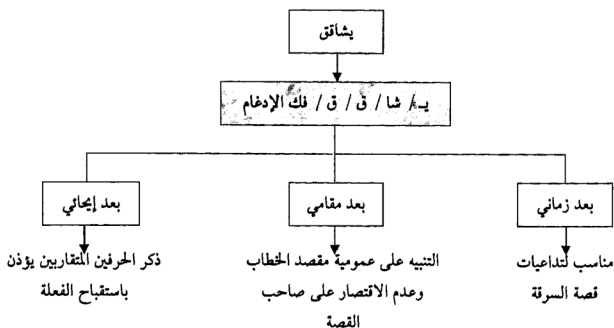 يشاقق
يـ / شا / ق / ق / فك الإدغام
بعد زماني
بعد مقامي
بعد إيحائي
مناسب لتداعيات
قصة السرقة
التنبيه على عمومية مقصد الخطاب
وعدم الاقتصار على صاحب
القصة
ذكر الحرفين المتقاربين يؤذن
باستقباح الفعلة